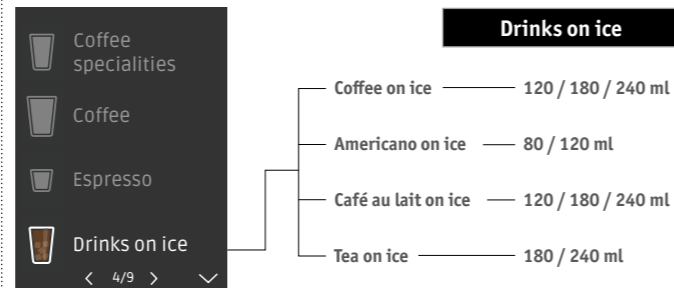 Coffee
specialities
Coffee
Espresso
Drinks on ice
< 4/9 >
Drinks on ice
Coffee on ice 120 / 180 / 240 ml
Americano on ice 80 / 120 ml
Café au lait on ice 120 / 180 / 240 ml
Tea on ice 180 / 240 ml